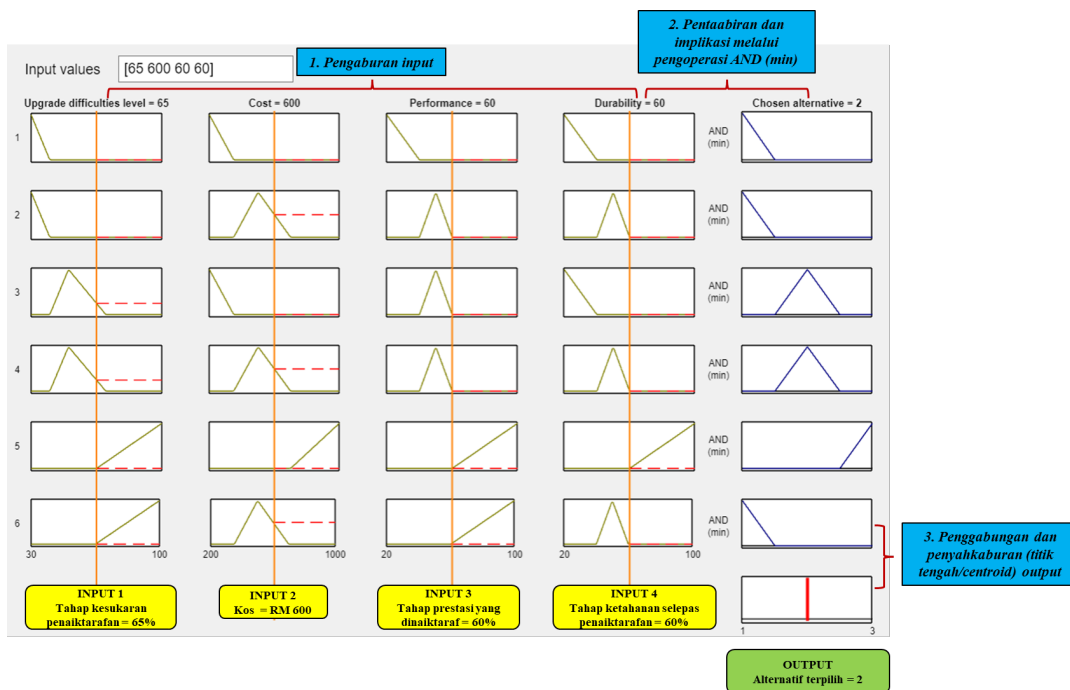 2. Pentaabiran dan
implikasi melalui
pengoperasi AND (min)
Input values [65 600 60 60]
1. Pengaburan input
Upgrade difficulties level = 65 Cost = 600 Performance = 60 Durability = 60 Chosen alternative = 2
1 AND
(min)
2 AND
(min)
3 AND
(min)
4 AND
(min)
5 AND
(min)
6 AND
(min)
30 100 200 1000 20 100 20 100
3. Penggabungan dan
penyahkaburan (titik
tengah/centroid) output
INPUT 1
Tahap kesukaran
penaiktarafan = 65%
INPUT 2
Kos = RM 600
INPUT 3
Tahap prestasi yang
dinaiktaraf = 60%
INPUT 4
Tahap ketahanan selepas
penaiktarafan = 60%
1 3
OUTPUT
Alternatif terpilih = 2